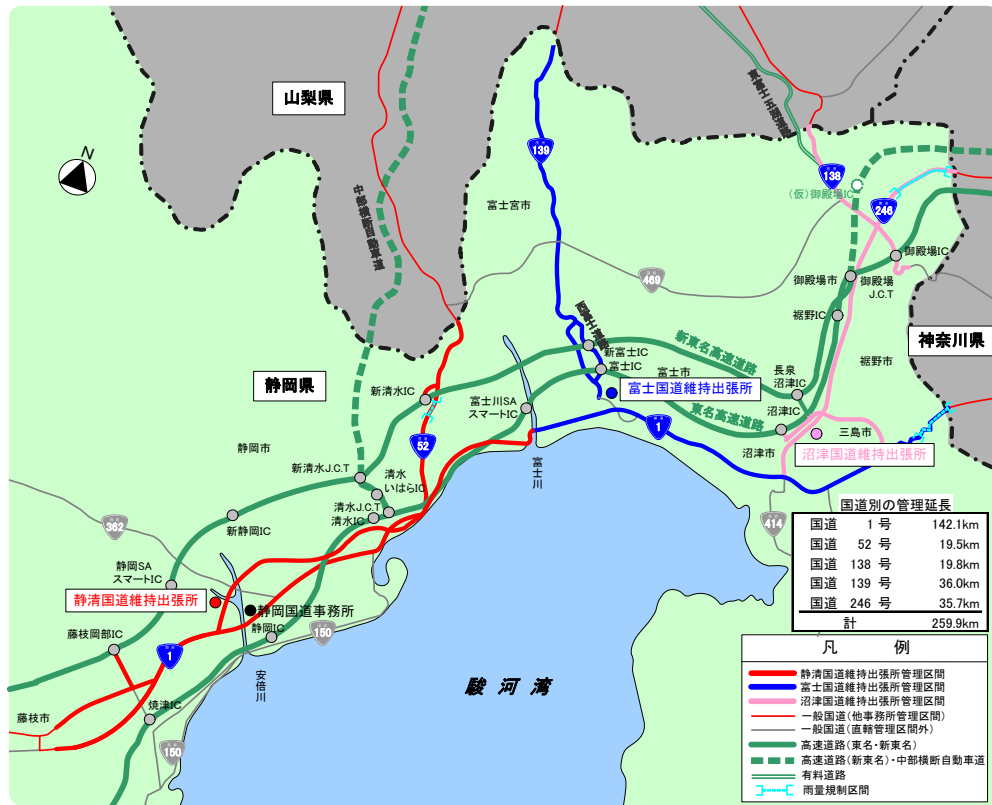 山梨県
N
中部横断自動車道
東富士五湖道路
139
富士宮市
138
(仮)御殿場IC
246
御殿場IC
469
御殿場市
御殿場
J.C.T
裾野IC
神奈川県
西富士道路
新東名高速道路
新富士IC
裾野市
富士IC
富士市
静岡県
新清水IC
富士国道維持出張所
長泉
沼津IC
富士川SA
スマートIC
東名高速道路
沼津IC
1
三島市
52
静岡市
沼津市
沼津国道維持出張所
新清水J.C.T
清水
いはらIC
富士川
清水J.C.T
清水IC
362
新静岡IC
414
国道別の管理延長
国道 1 号 142.1km
国道 52 号 19.5km
国道 138 号 19.8km
国道 139 号 36.0km
国道 246 号 35.7km
計 259.9km
静岡SA
スマートIC
静清国道維持出張所
静岡国道事務所
静岡IC
150
藤枝岡部IC
1
安倍川
駿河湾
焼津IC
藤枝市
150
凡例
静清国道維持出張所管理区間
富士国道維持出張所管理区間
沼津国道維持出張所管理区間
一般国道(他事務所管理区間)
一般国道(直轄管理区間外)
高速道路(東名・新東名)
高速道路(新東名)・中部横断自動車道
有料道路
雨量規制区間